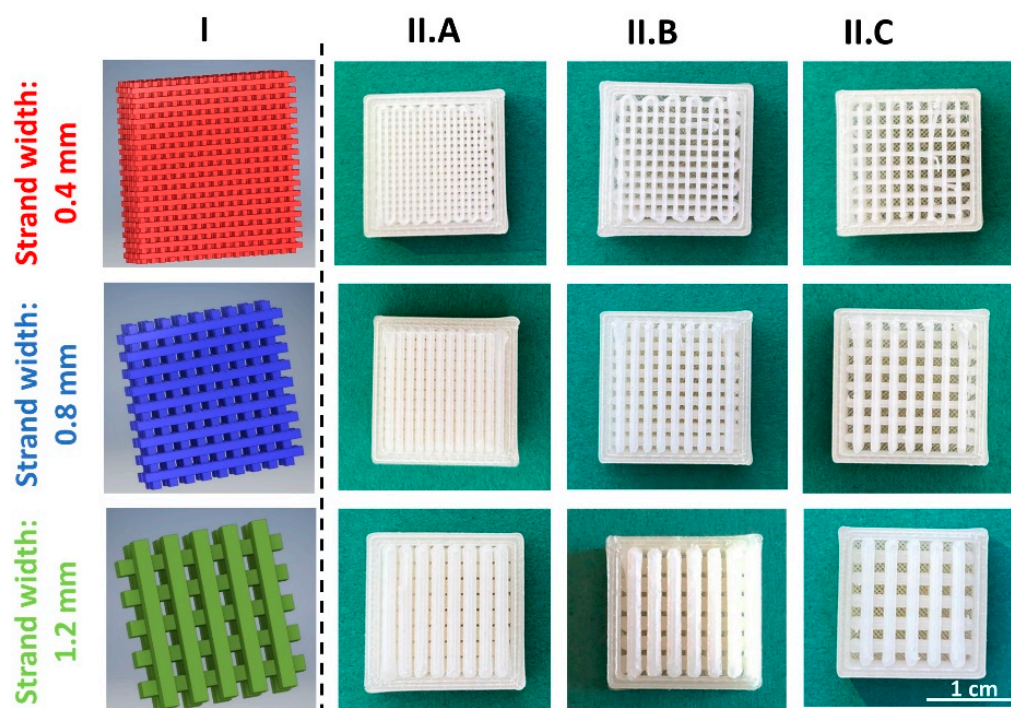 I
II.A
II.B
II.C
Strand width:
0.4 mm
Strand width:
0.8 mm
Strand width:
1.2 mm
1 cm